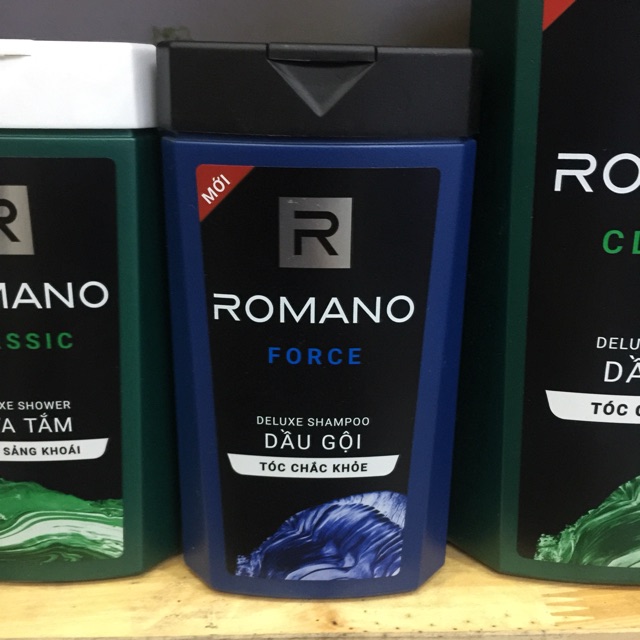 R
MỚI
R
ROMANO
FORCE
DELUXE SHAMPOO
DẦU GỘI
TÓC CHẮC KHỎE
MANO
ASSIC
XE SHOWER
A TẮM
SẢNG KHOÁI
RO
CL
DELU
DẦ
TÓC C